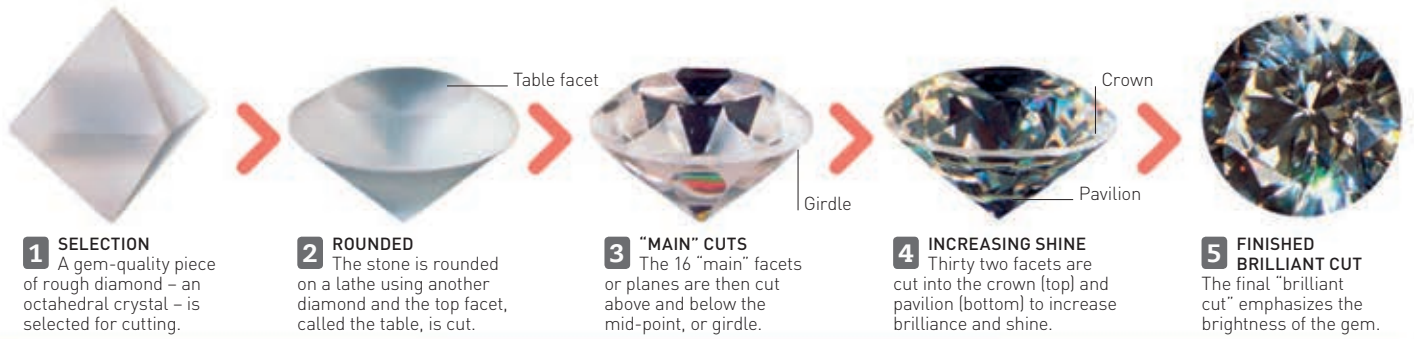 Table facet
Girdle
Crown
Pavilion
1 SELECTION
A gem-quality piece
of rough diamond – an
octahedral crystal – is
selected for cutting.
2 ROUNDED
The stone is rounded
on a lathe using another
diamond and the top facet,
called the table, is cut.
3 “MAIN” CUTS
The 16 “main” facets
or planes are then cut
above and below the
mid-point, or girdle.
4 INCREASING SHINE
Thirty two facets are
cut into the crown (top) and
pavilion (bottom) to increase
brilliance and shine.
5 FINISHED
BRILLIANT CUT
The final “brilliant
cut” emphasizes the
brightness of the gem.